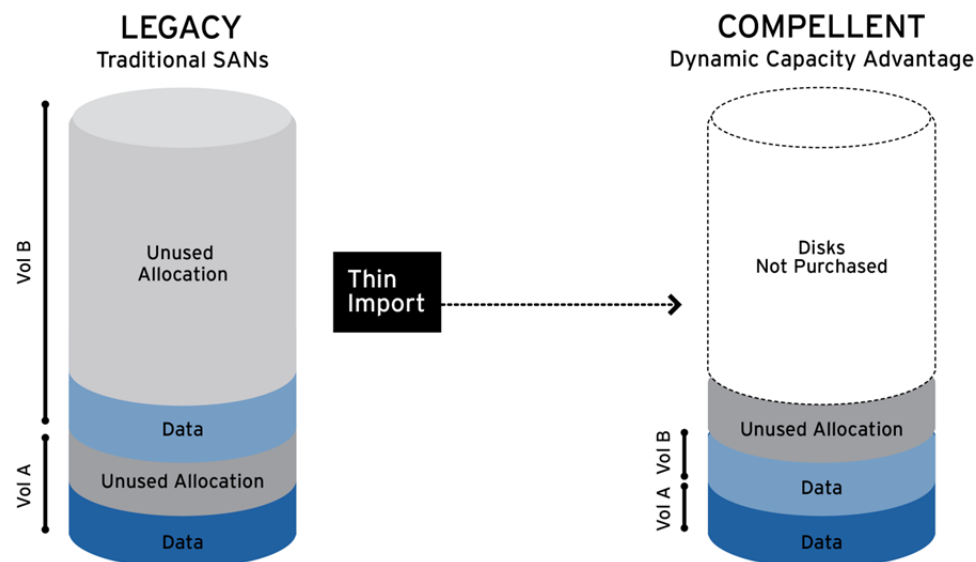 LEGACY
Traditional SANs
Vol B
Unused
Allocation
Data
Vol A
Unused Allocation
Data
Thin
Import
COMPELLENT
Dynamic Capacity Advantage
Disks
Not Purchased
Unused Allocation
Vol B
Data
Vol A
Data